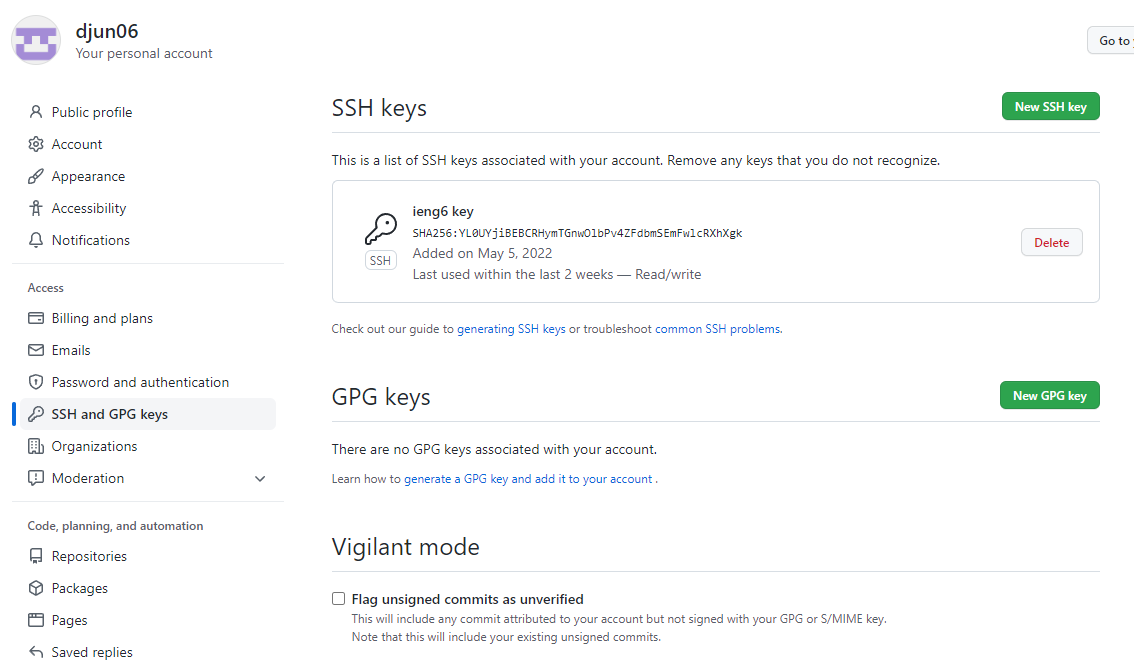 djun06
Your personal account
Go to
Public profile
Account
Appearance
Accessibility
Notifications
Access
Billing and plans
Emails
Password and authentication
SSH and GPG keys
Organizations
Moderation
Code, planning, and automation
Repositories
Packages
Pages
Saved replies
SSH keys
New SSH key
This is a list of SSH keys associated with your account. Remove any keys that you do not recognize.
ieng6 key
SHA256:YL0UYjiBEBCRHymTGnwOlbPv4ZFdbmSEmFwlcRXhXgk
SSH
Added on May 5, 2022
Last used within the last 2 weeks — Read/write
Delete
Check out our guide to generating SSH keys or troubleshoot common SSH problems.
GPG keys
New GPG key
There are no GPG keys associated with your account.
Learn how to generate a GPG key and add it to your account .
Vigilant mode
Flag unsigned commits as unverified
This will include any commit attributed to your account but not signed with your GPG or S/MIME key.
Note that this will include your existing unsigned commits.